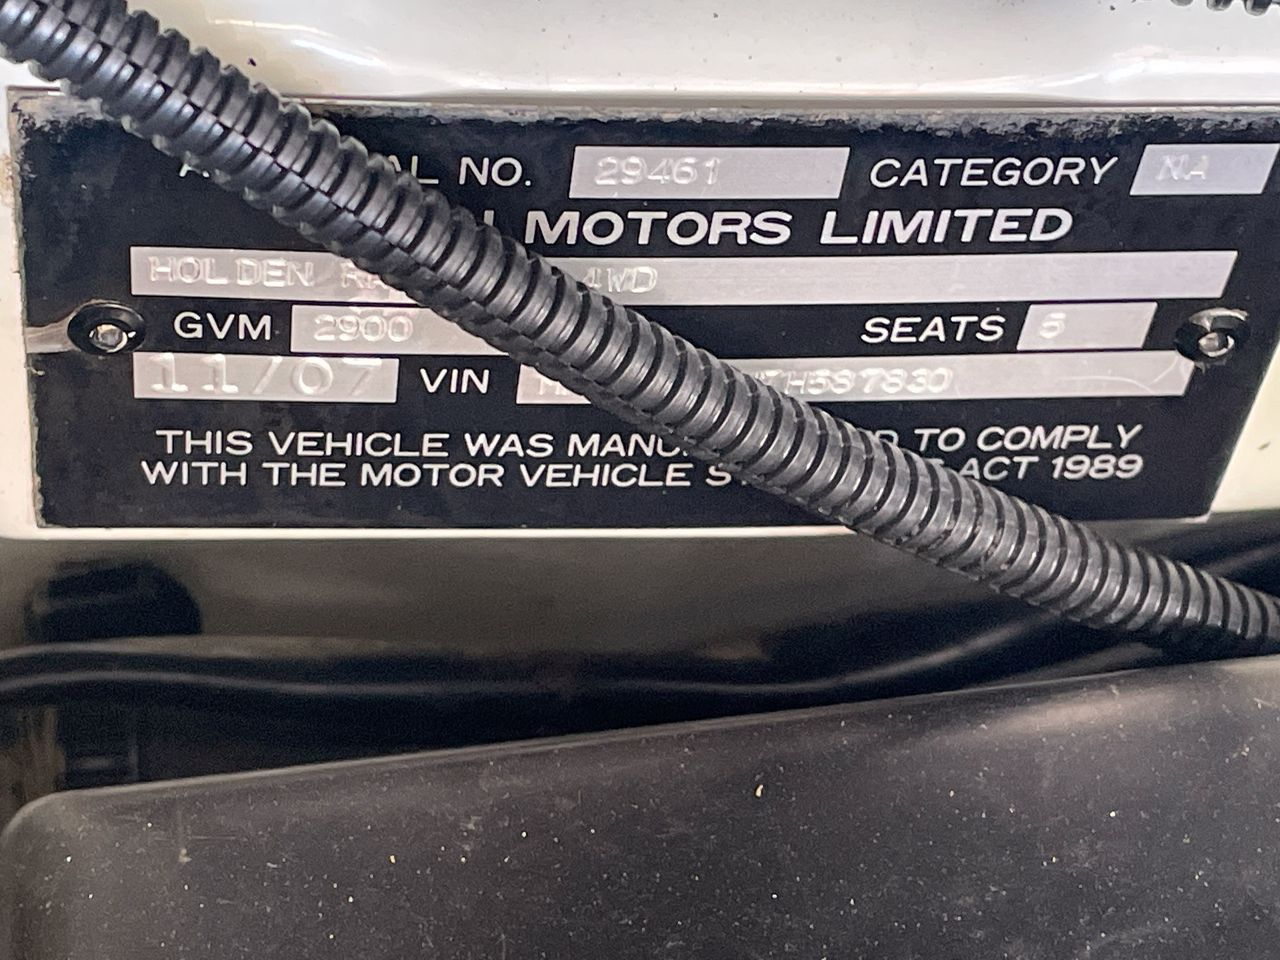 NO. 29461 CATEGORY NA
MOTORS LIMITED
HOLDEN 4WD
GVM 2900 SEATS 5
11/07 VIN
THIS VEHICLE WAS TO COMPLY
WITH THE MOTOR VEHICLE ACT 1989